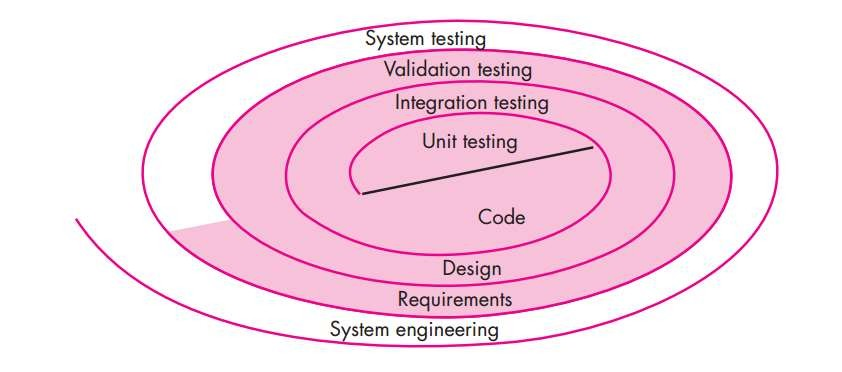 System testing
Validation testing
Integration testing
Unit testing
Code
Design
Requirements
System engineering